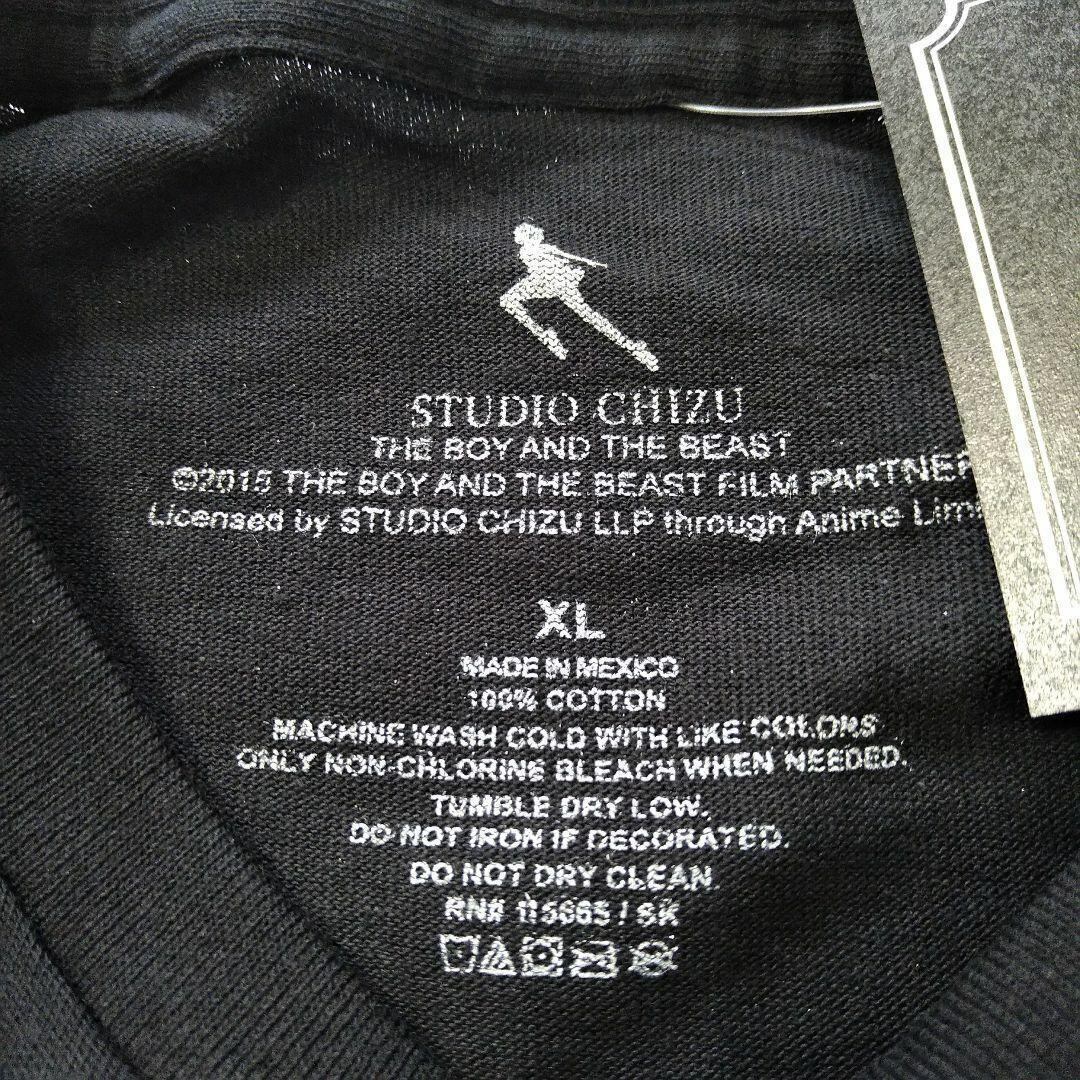 STUDIO CHIZU
THE BOY AND THE BEAST
©2015 THE BOY AND THE BEAST FILM PARTNER
Licensed by STUDIO CHIZU LLP through Anime Lim
XL
MADE IN MEXICO
100% COTTON
MACHINE WASH COLD WITH LIKE COLORS
ONLY NON-CHLORINE BLEACH WHEN NEEDED.
TUMBLE DRY LOW.
DO NOT IRON IF DECORATED.
DO NOT DRY CLEAN.
RN# 115665 / SK